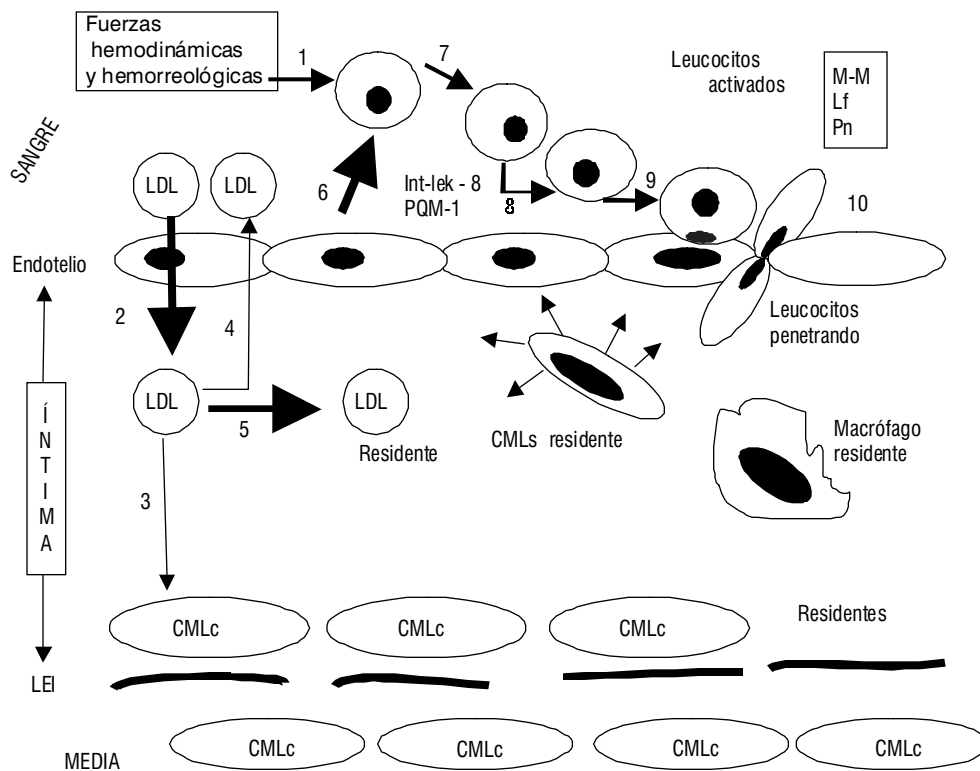 Fuerzas
hemodinámicas
y hemorreológicas
1
7
Leucocitos
activados
M-M
Lf
Pn
SANGRE
LDL
LDL
6
Int-lek - 8
PQM-1
8
9
10
Endotelio
2
4
Leucocitos
penetrando
LDL
5
LDL
Residente
CMLs residente
Macrófago
residente
3
ÍNTIMA
CMLc
CMLc
CMLc
Residentes
LEI
MEDIA
CMLc
CMLc
CMLc
CMLc